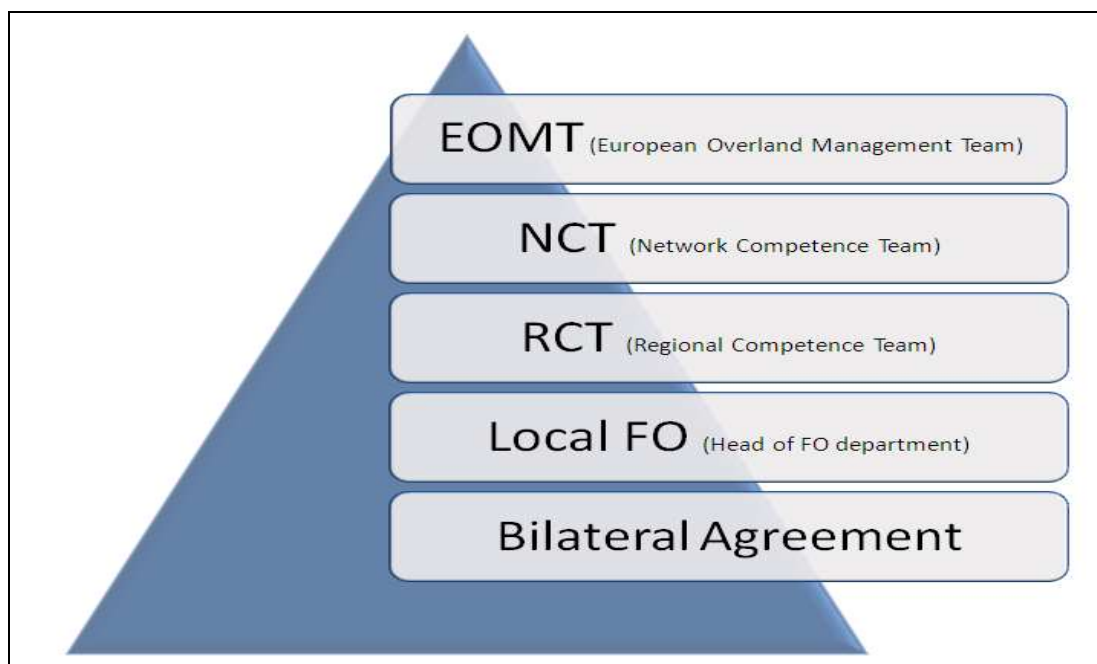 EOMT (European Overland Management Team)
NCT (Network Competence Team)
RCT (Regional Competence Team)
Local FO (Head of FO department)
Bilateral Agreement